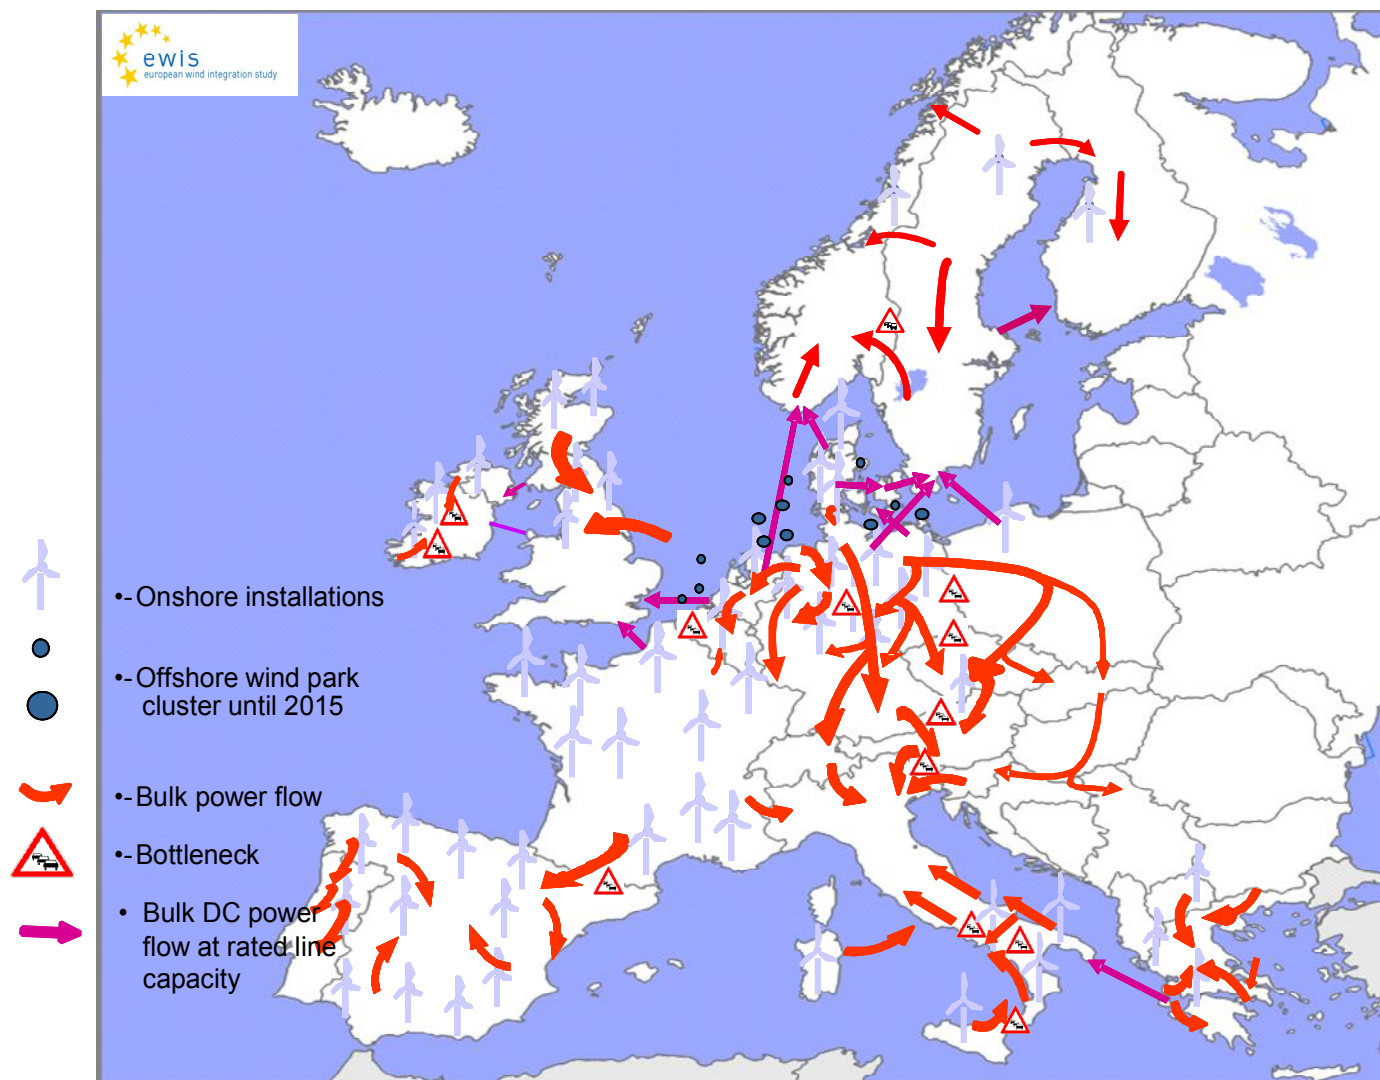 ewis
european wind integration study
•-Onshore installations
•-Offshore wind park
cluster until 2015
•-Bulk power flow
•-Bottleneck
• Bulk DC power
flow at rated line
capacity